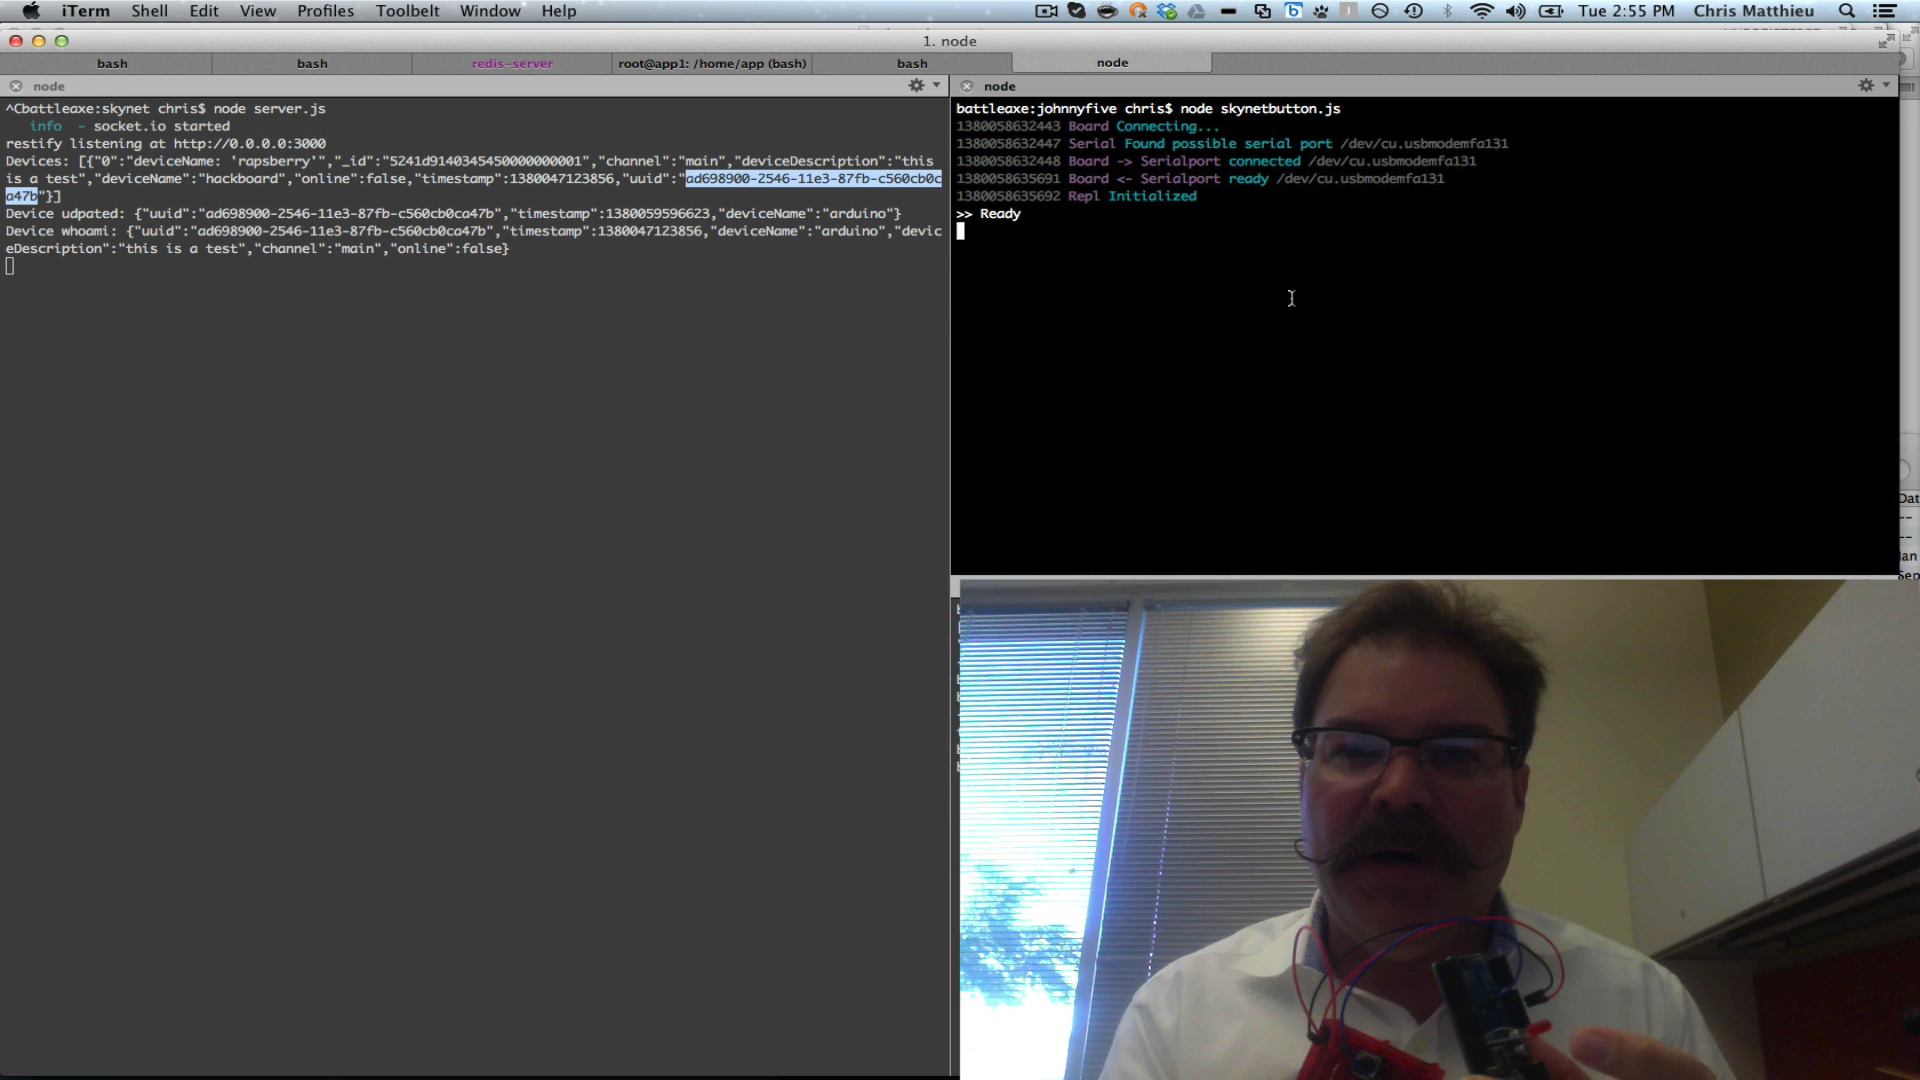 iTerm Shell Edit View Profiles Toolbelt Window Help Tue 2:55 PM Chris Matthieu
1. node
bash bash redis-server root@app1: /home/app (bash) bash node
node
^Cbattleaxe:skynet chris$ node server.js
info - socket.io started
restify listening at http://0.0.0.0:3000
Devices: [{"0":"deviceName: 'rapsberry'","_id":"5241d9140345450000000001","channel":"main","deviceDescription":"this
is a test","deviceName":"hackboard","online":false,"timestamp":1380047123856,"uuid":"ad698900-2546-11e3-87fb-c560cb0c
a47b"}]
Device udpated: {"uuid":"ad698900-2546-11e3-87fb-c560cb0ca47b","timestamp":1380059596623,"deviceName":"arduino"}
Device whoami: {"uuid":"ad698900-2546-11e3-87fb-c560cb0ca47b","timestamp":1380047123856,"deviceName":"arduino","devic
eDescription":"this is a test","channel":"main","online":false}
node
battleaxe:johnnyfive chris$ node skynetbutton.js
1380058632443 Board Connecting...
1380058632447 Serial Found possible serial port /dev/cu.usbmodemfa131
1380058632448 Board -> Serialport connected /dev/cu.usbmodemfa131
1380058635691 Board <- Serialport ready /dev/cu.usbmodemfa131
1380058635692 Repl Initialized
>> Ready
Dat
--
--
Jan
Sep